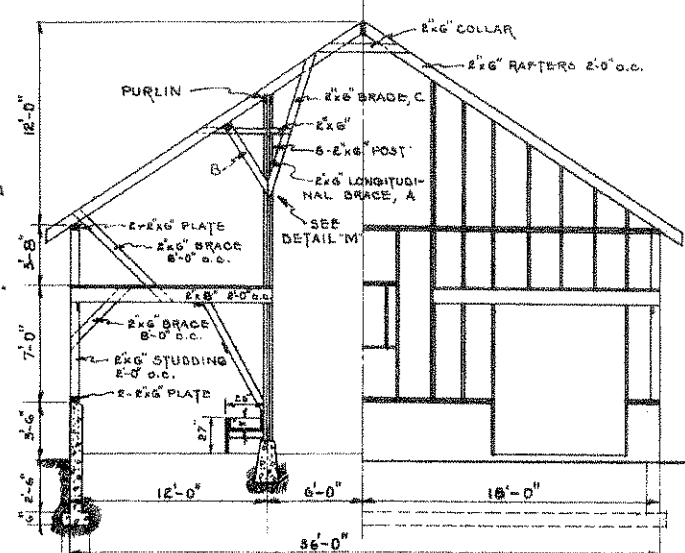 2"x6" COLLAR
2"x6" RAFTERS 2'-0" o.c.
PURLIN
2"x6" BRACE, C
2"x6"
6-2"x6" POST
2"x6" LONGITUDI-
NAL BRACE, A
B
SEE
DETAIL "M"
12'-0"
2-2"x6" PLATE
2"x6" BRACE
8'-0" o.c.
3'-8"
2"x8" 2'-0" o.c.
2"x6" BRACE
8'-0" o.c.
2"x6" STUDDING
2'-0" o.c.
2-2"x6" PLATE
7'-0"
27"
3'-6"
2'-6"
6"
12'-0"
6'-0"
18'-0"
36'-0"